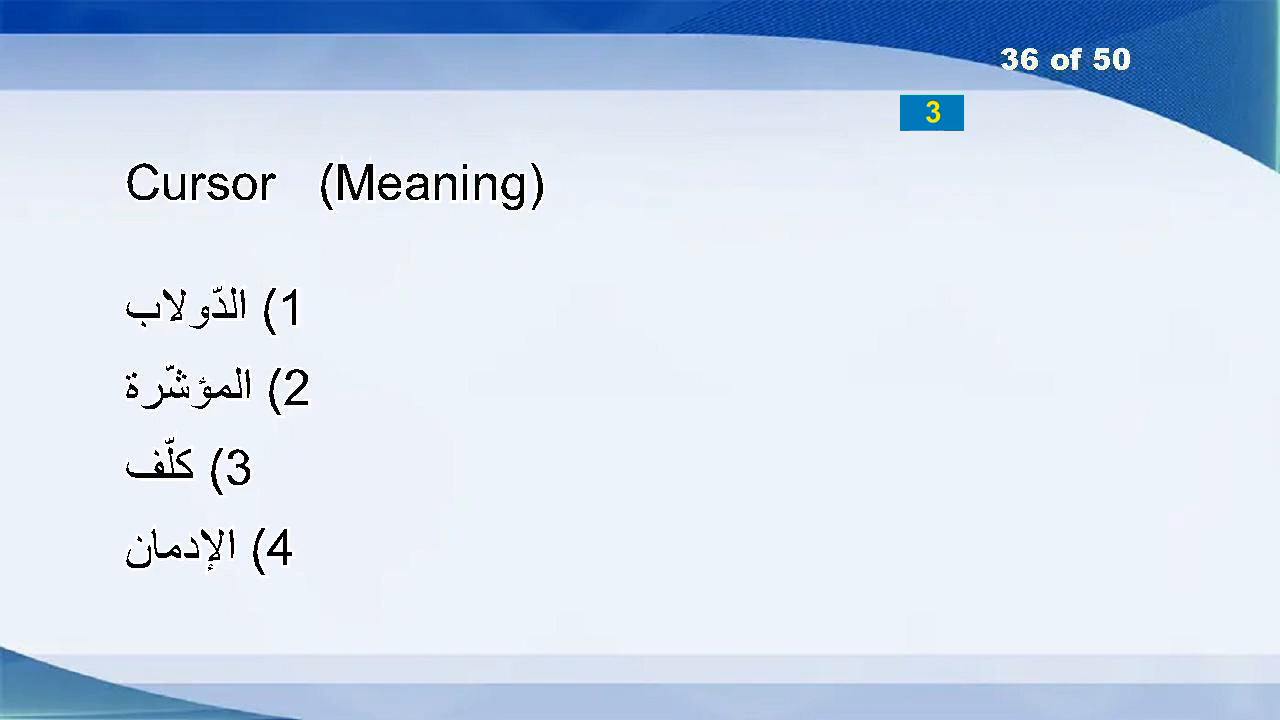 36 of 50
3
Cursor (Meaning)
1) الدّولاب
2) المؤشّرة
3) كلّف
4) الإدمان